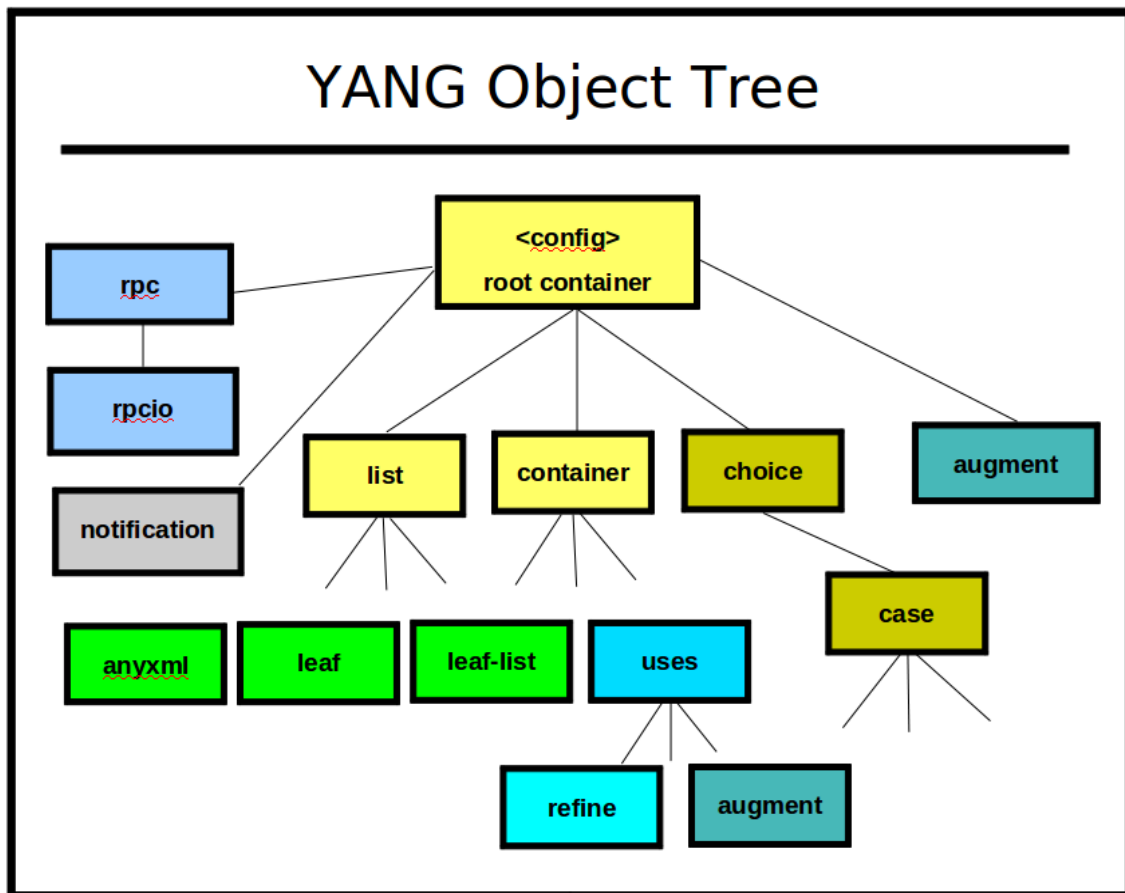 YANG Object Tree
<config>
root container
rpc
rpcio
notification
list
container
choice
augment
case
anyxml
leaf
leaf-list
uses
refine
augment